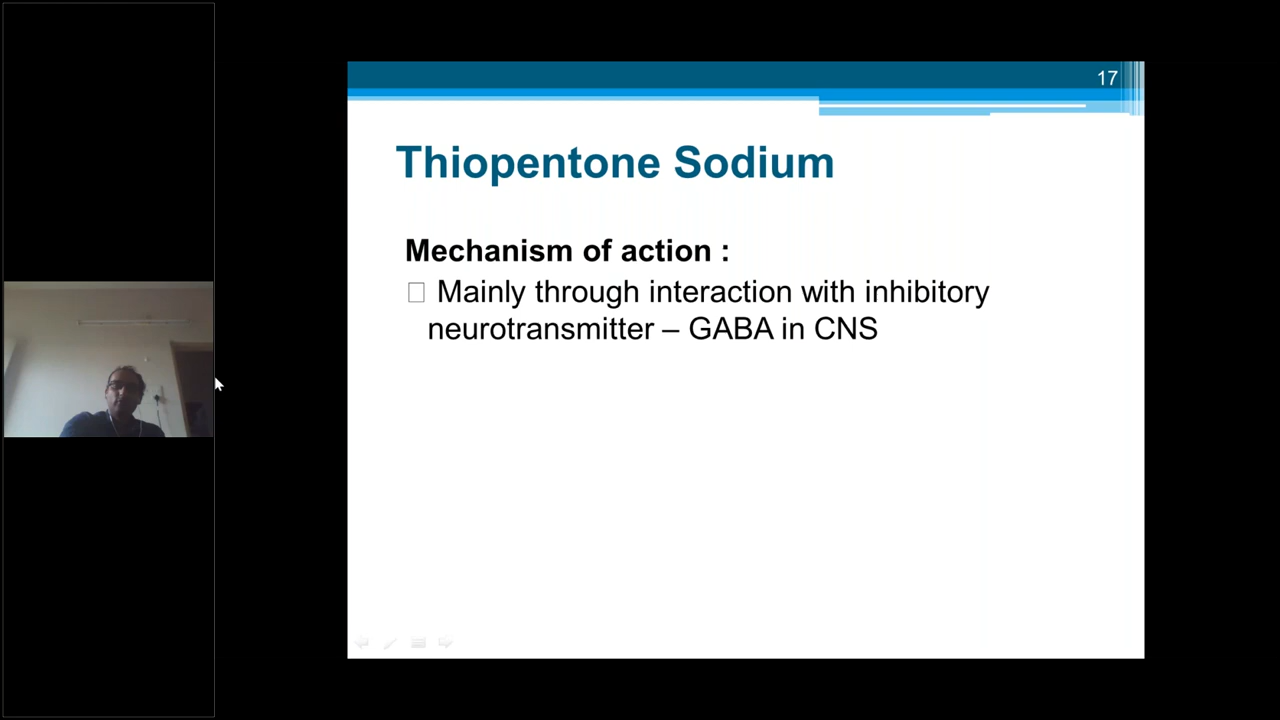 17
Thiopentone Sodium
Mechanism of action :
Mainly through interaction with inhibitory
neurotransmitter – GABA in CNS